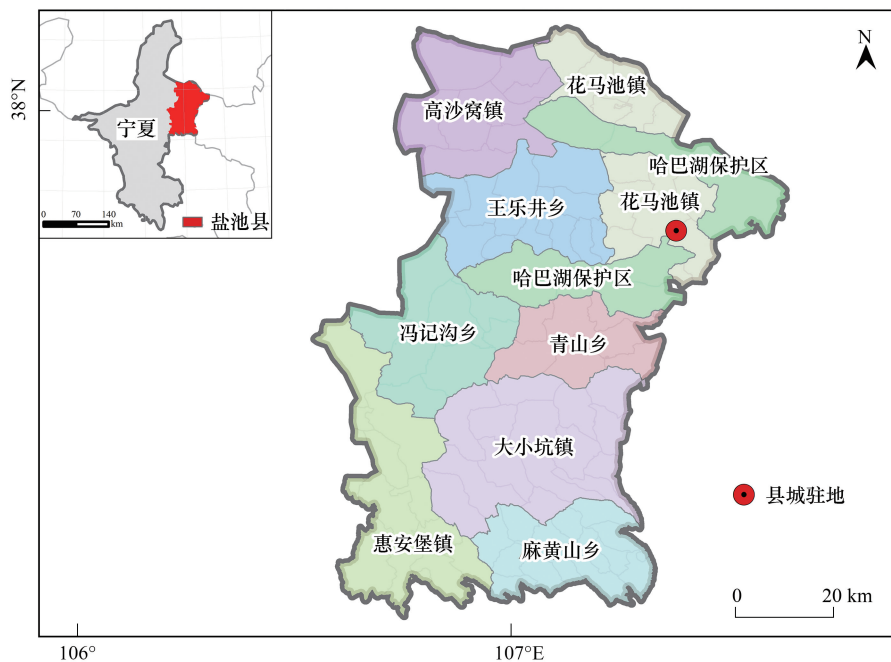 38°N
宁夏
0 70 140
km
盐池县
N
花马池镇
高沙窝镇
哈巴湖保护区
王乐井乡
花马池镇
哈巴湖保护区
冯记沟乡
青山乡
大小坑镇
县城驻地
惠安堡镇
麻黄山乡
0 20 km
106°
107°E